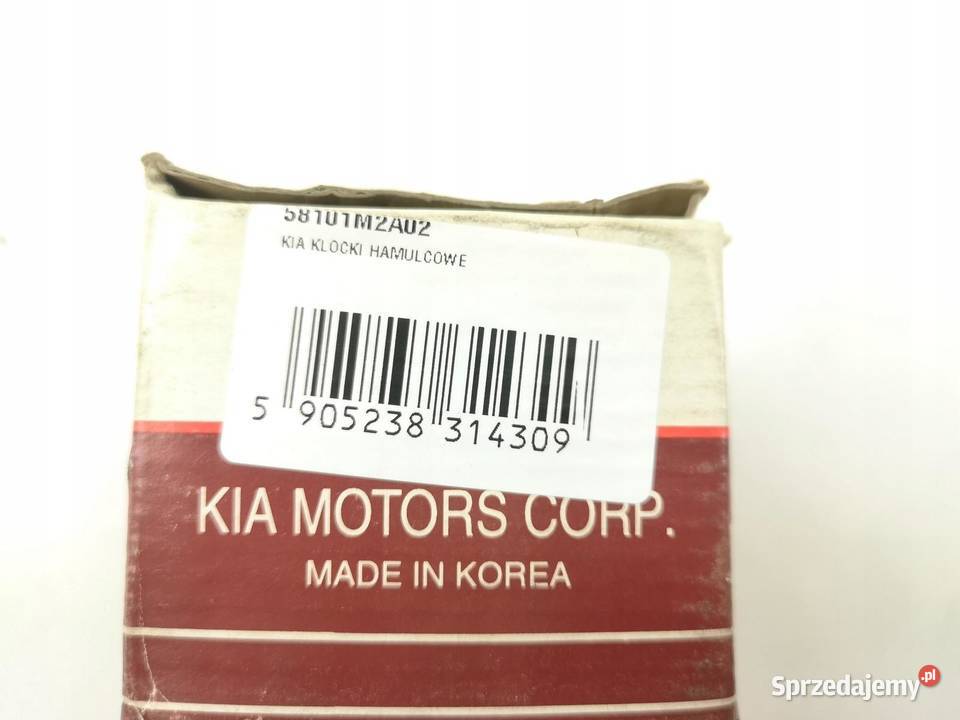 58101M2A02
KIA KLOCKI HAMULCOWE
5 905238 314309
KIA MOTORS CORP.
MADE IN KOREA
Sprzedajemy.pl